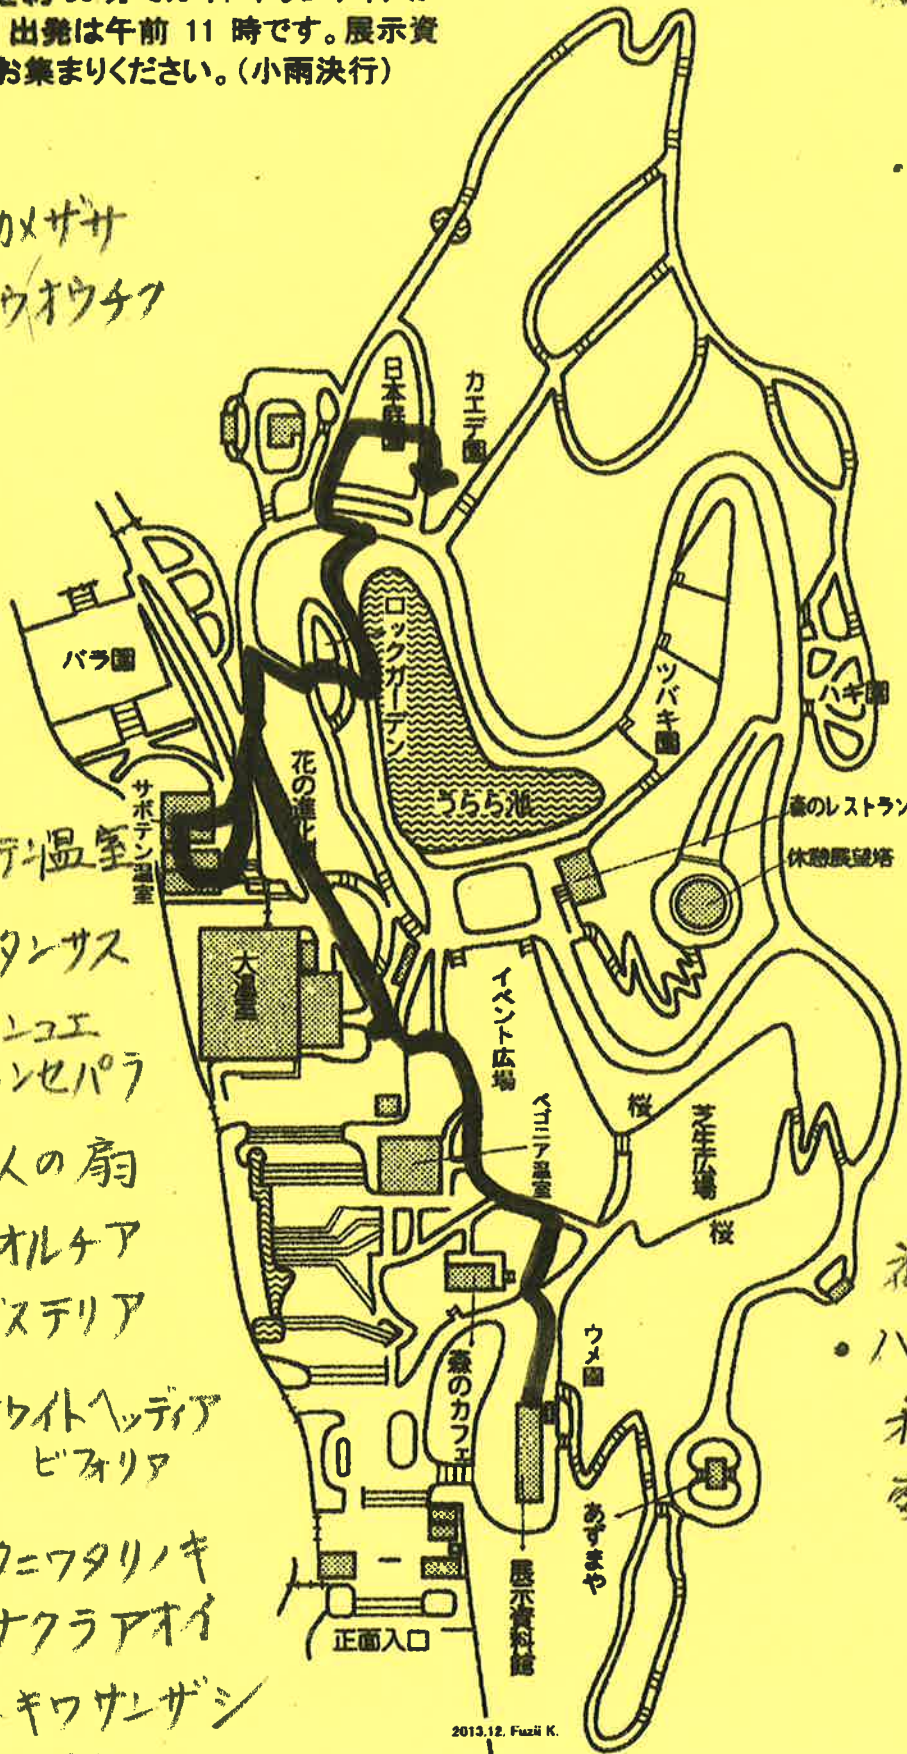 出発は午前 11 時です。展示資
お集まりください。(小雨決行)
カメザサ
ウオウチク
日本庭園
カエデ園
バラ園
ロックガーデン
ツバキ園
ハギ園
花の進化
うらら池
サボテン温室
森のレストラン
休憩展望塔
テン温室
タンサス
大温室
イベント広場
ンコエ
ンセパラ
ベゴニア温室
桜
芝生広場
桜
人の扇
オルチア
ステリア
ウメ園
森のカフェ
ワイトヘッディア
ビフォリア
あずまや
クニワタリノキ
ナクラアオイ
展示資料館
正面入口
キワサンザシ
2013.12. Fuzii K.